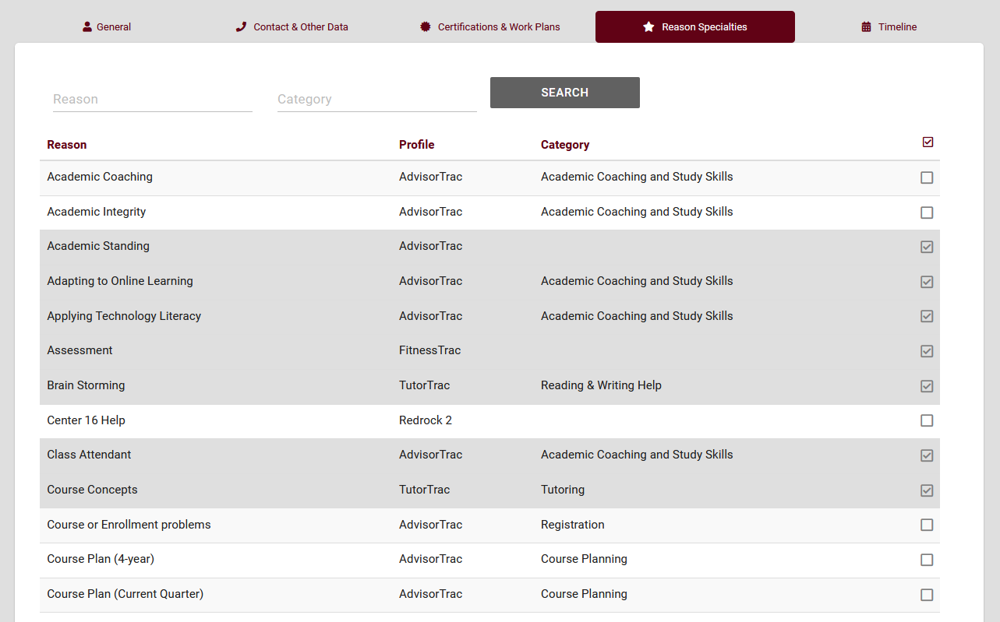 General Contact & Other Data Certifications & Work Plans Reason Specialties Timeline
Reason Category SEARCH
Reason Profile Category
Academic Coaching AdvisorTrac Academic Coaching and Study Skills
Academic Integrity AdvisorTrac Academic Coaching and Study Skills
Academic Standing AdvisorTrac
Adapting to Online Learning AdvisorTrac Academic Coaching and Study Skills
Applying Technology Literacy AdvisorTrac Academic Coaching and Study Skills
Assessment FitnessTrac
Brain Storming TutorTrac Reading & Writing Help
Center 16 Help Redrock 2
Class Attendant AdvisorTrac Academic Coaching and Study Skills
Course Concepts TutorTrac Tutoring
Course or Enrollment problems AdvisorTrac Registration
Course Plan (4-year) AdvisorTrac Course Planning
Course Plan (Current Quarter) AdvisorTrac Course Planning